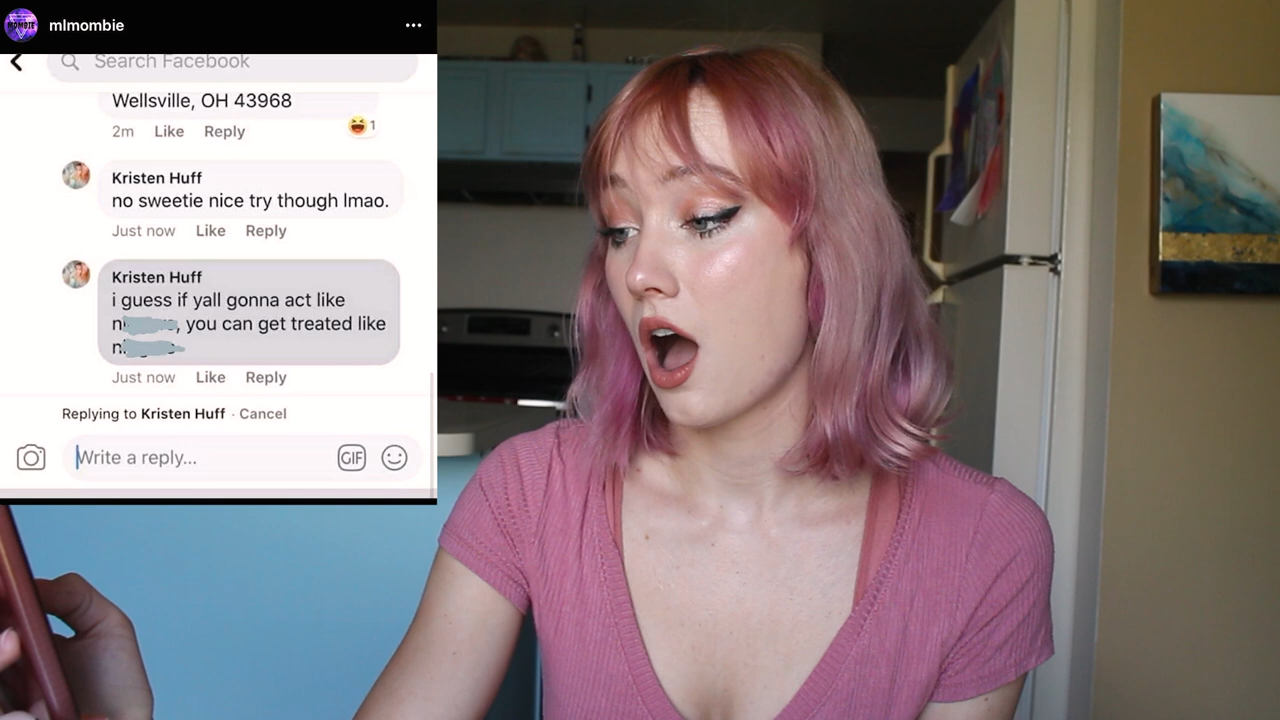 mlmombie
Search Facebook
Wellsville, OH 43968
2m Like Reply 1
Kristen Huff
no sweetie nice try though lmao.
Just now Like Reply
Kristen Huff
i guess if yall gonna act like
, you can get treated like
Just now Like Reply
Replying to Kristen Huff · Cancel
Write a reply...
GIF